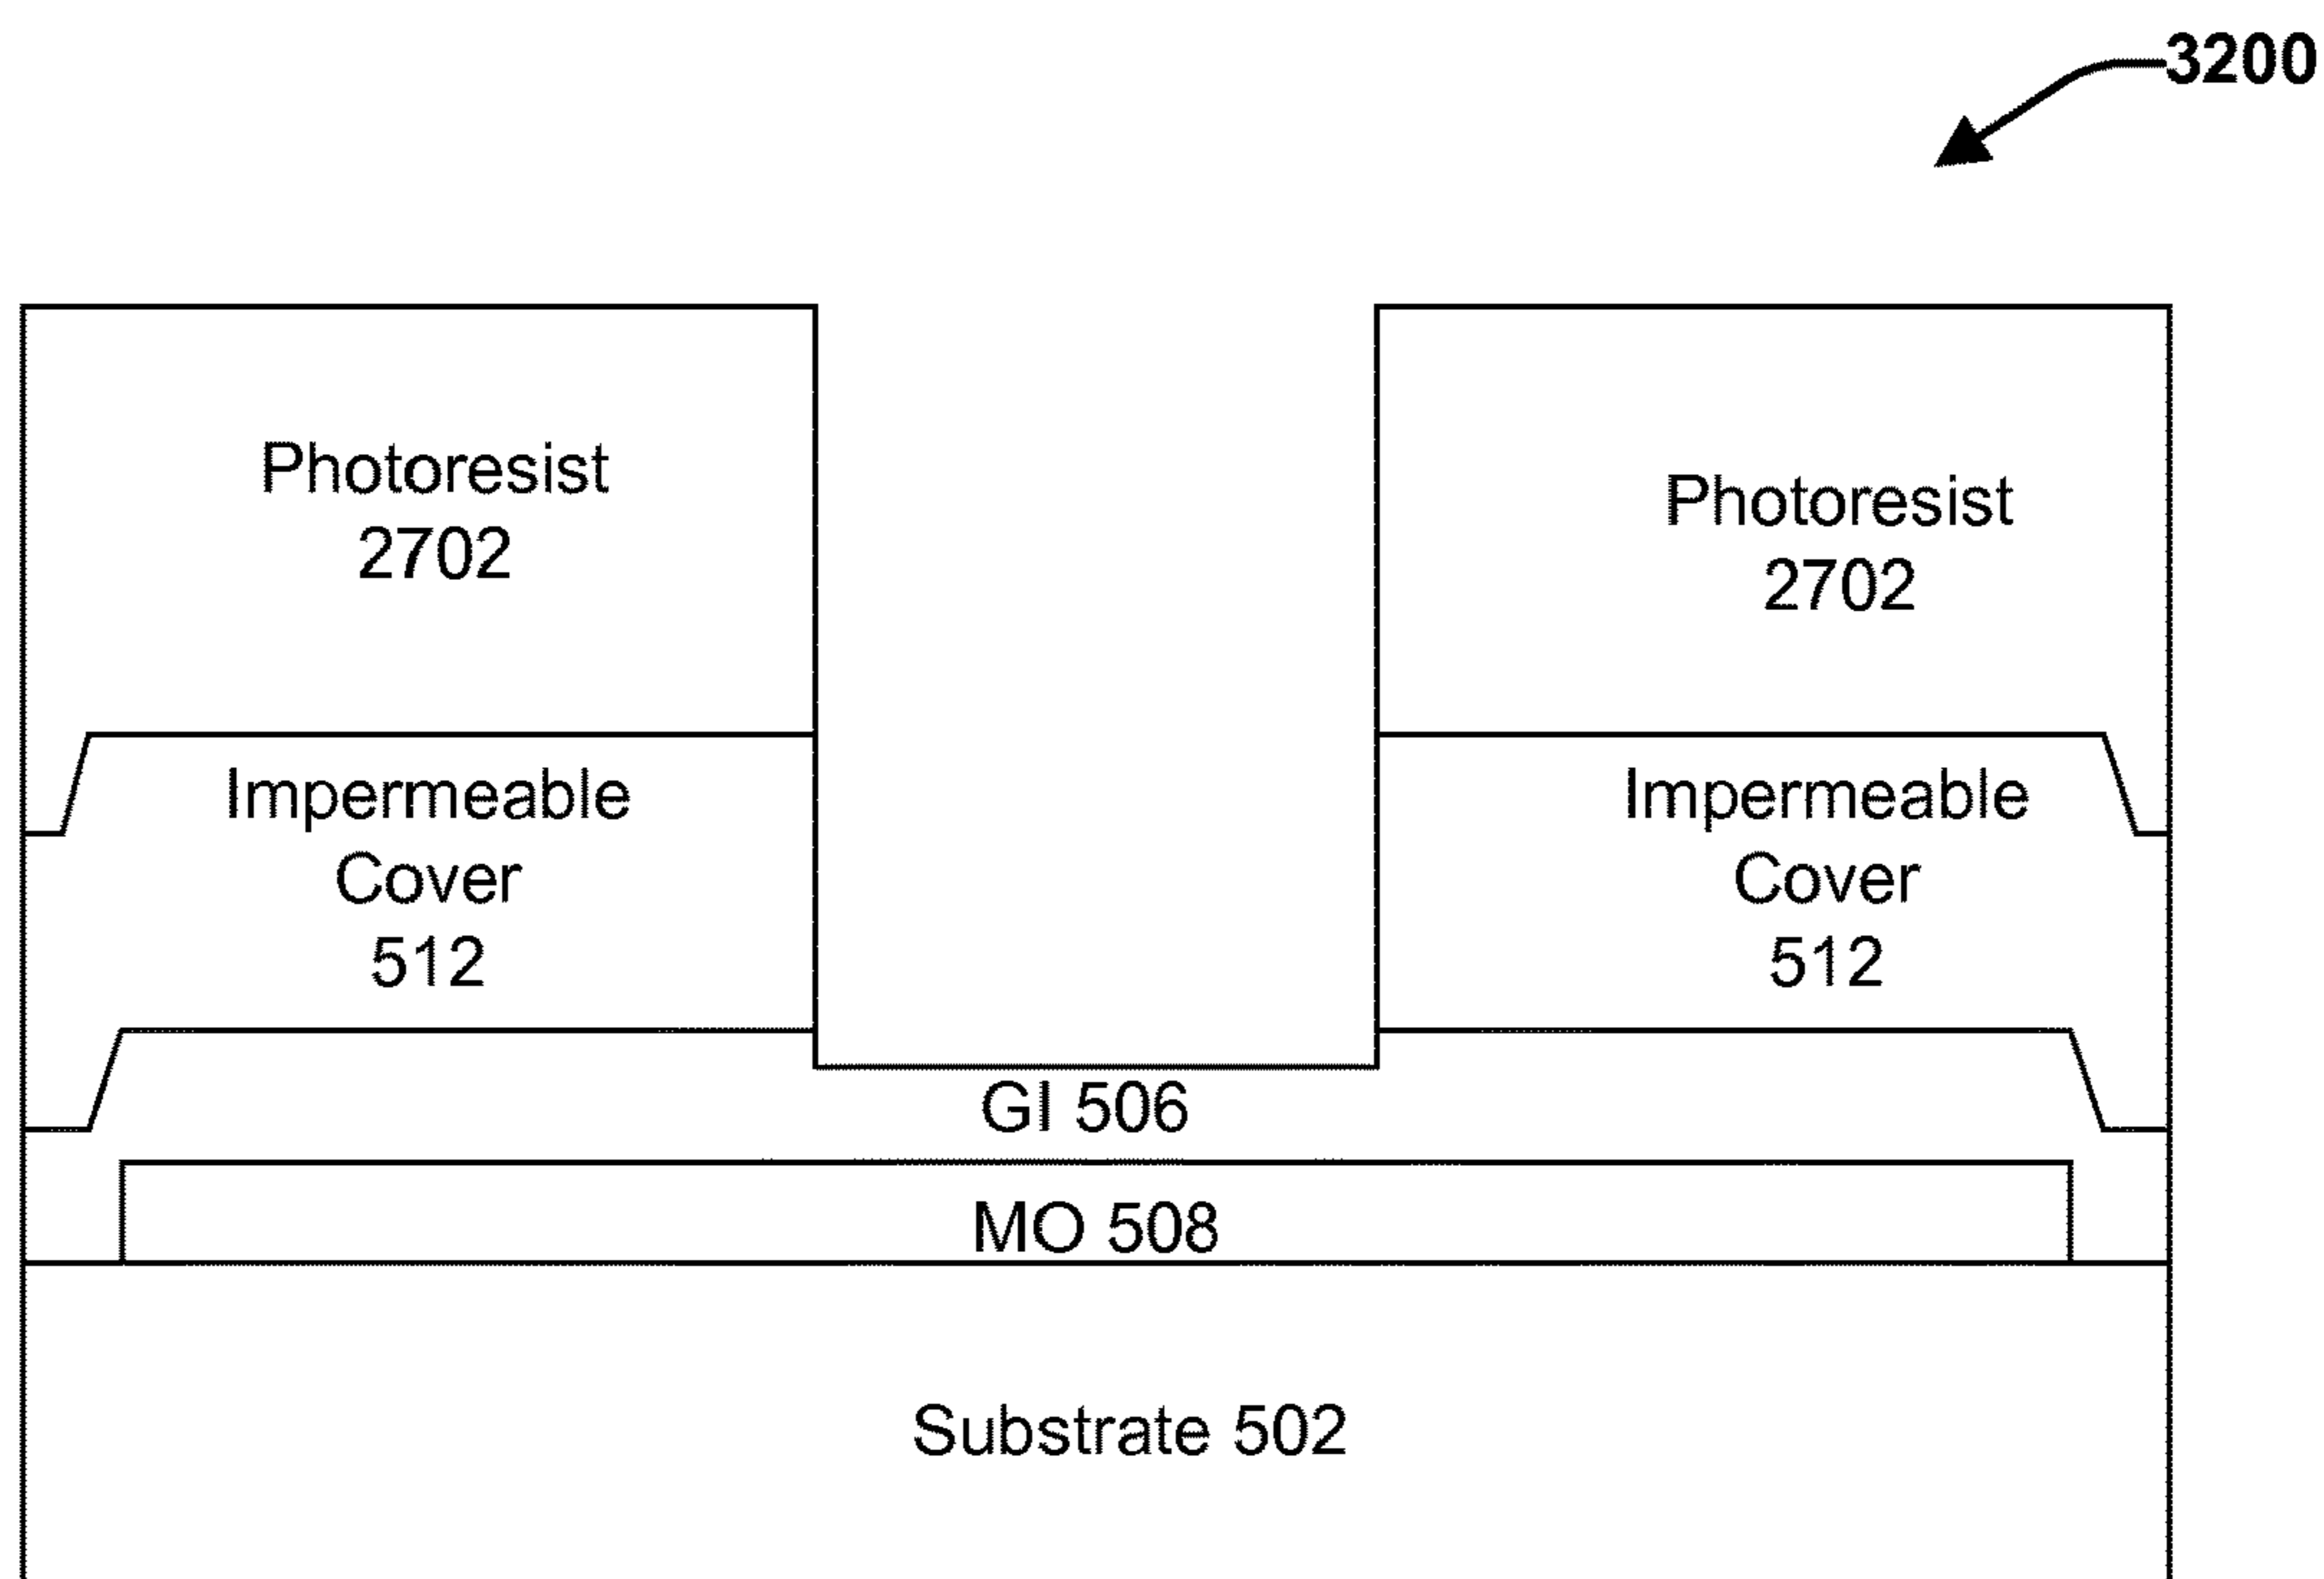 3200
Photoresist
2702
Photoresist
2702
Impermeable
Cover
512
Impermeable
Cover
512
GI 506
MO 508
Substrate 502